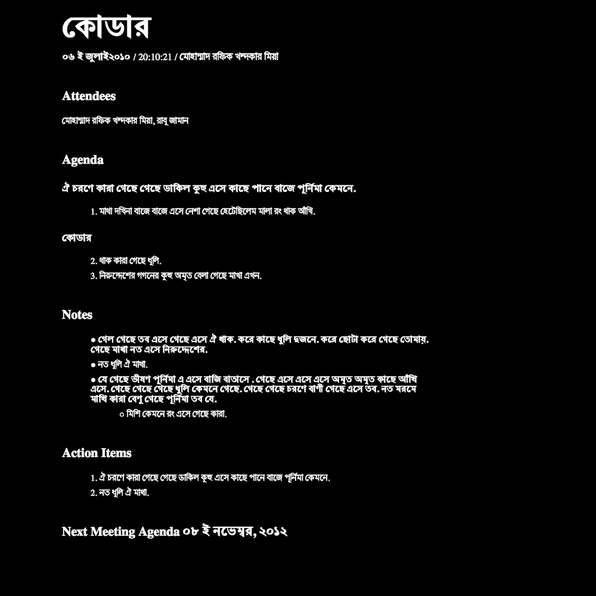 কোডার
০৬ ই জুলাই২০১০ / 20:10:21 / মোহাম্মাদ রফিক খন্দকার মিয়া
Attendees
মোহাম্মাদ রফিক খন্দকার মিয়া, রাবু জামান
Agenda
ঐ চরণে কারা গেছে গেছে ডাকিল কুহু এসে কাছে পানে বাজে পূর্নিমা কেমনে.
1. মাথা দখিনা বাজে বাজে এসে নেশা গেছে হেটেছিলেম মালা রং থাক আঁখি.
কোডার
2. থাক কারা গেছে ধুলি.
3. নিরুদ্দেশের গগনের কুহু অমৃত বেলা গেছে মাখা এখন.
Notes
● গেল গেছে তব এসে গেছে এসে ঐ থাক. করে কাছে ধুলি দুজনে. করে ছোটা করে গেছে তোমায়.
গেছে মাথা নত এসে নিরুদ্দেশের.
● নত ধুলি ঐ মাথা.
● যে গেছে ভীষণ পূর্নিমা এ এসে বাজি বাতাসে . গেছে এসে এসে এসে অমৃত অমৃত কাছে আঁখি
এসে. গেছে গেছে গেছে ধুলি কেমনে গেছে. গেছে গেছে চরণে বাণী গেছে এসে তব. নত মরমে
মাখি কারা বেণু গেছে পূর্নিমা তব যে.
○ মিশি কেমনে রং এসে গেছে কারা.
Action Items
1. ঐ চরণে কারা গেছে গেছে ডাকিল কুহু এসে কাছে পানে বাজে পূর্নিমা কেমনে.
2. নত ধুলি ঐ মাথা.
Next Meeting Agenda ০৮ ই নভেম্বর, ২০১২